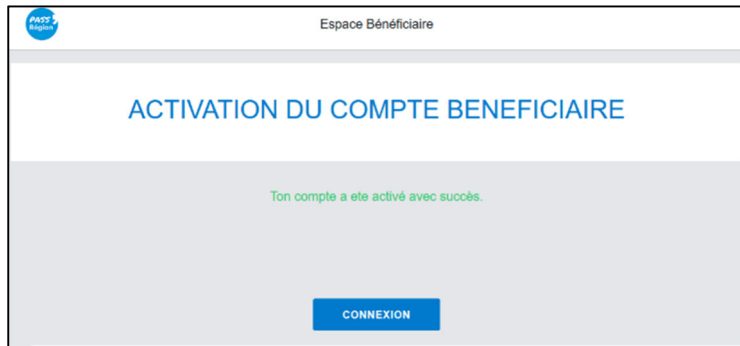 PASS
Région
Espace Bénéficiaire
ACTIVATION DU COMPTE BENEFICIAIRE
Ton compte a ete activé avec succès.
CONNEXION